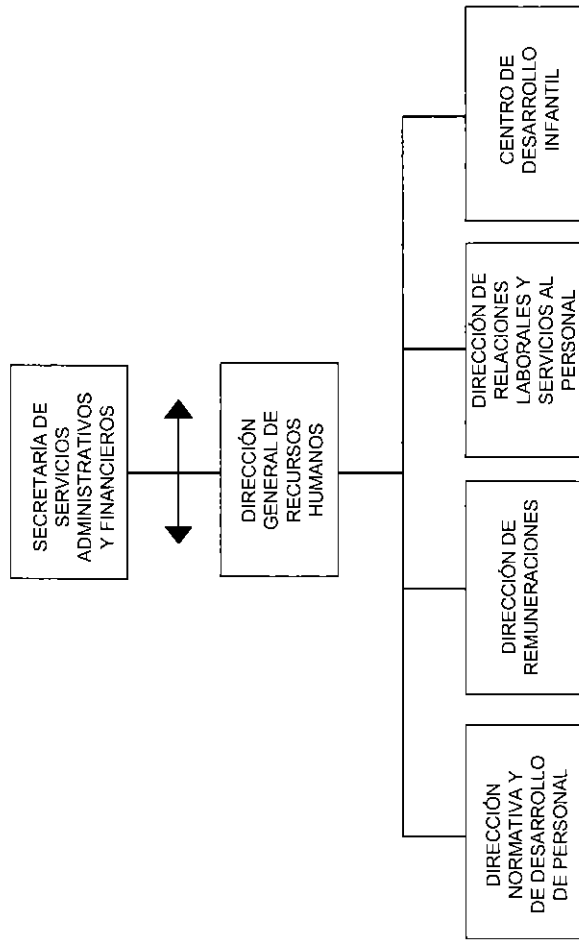 SECRETARÍA DE
SERVICIOS
ADMINISTRATIVOS
Y FINANCIEROS
DIRECCIÓN
GENERAL DE
RECURSOS
HUMANOS
DIRECCIÓN
NORMATIVA Y
DE DESARROLLO
DE PERSONAL
DIRECCIÓN DE
REMUNERACIONES
DIRECCIÓN DE
RELACIONES
LABORALES Y
SERVICIOS AL
PERSONAL
CENTRO DE
DESARROLLO
INFANTIL